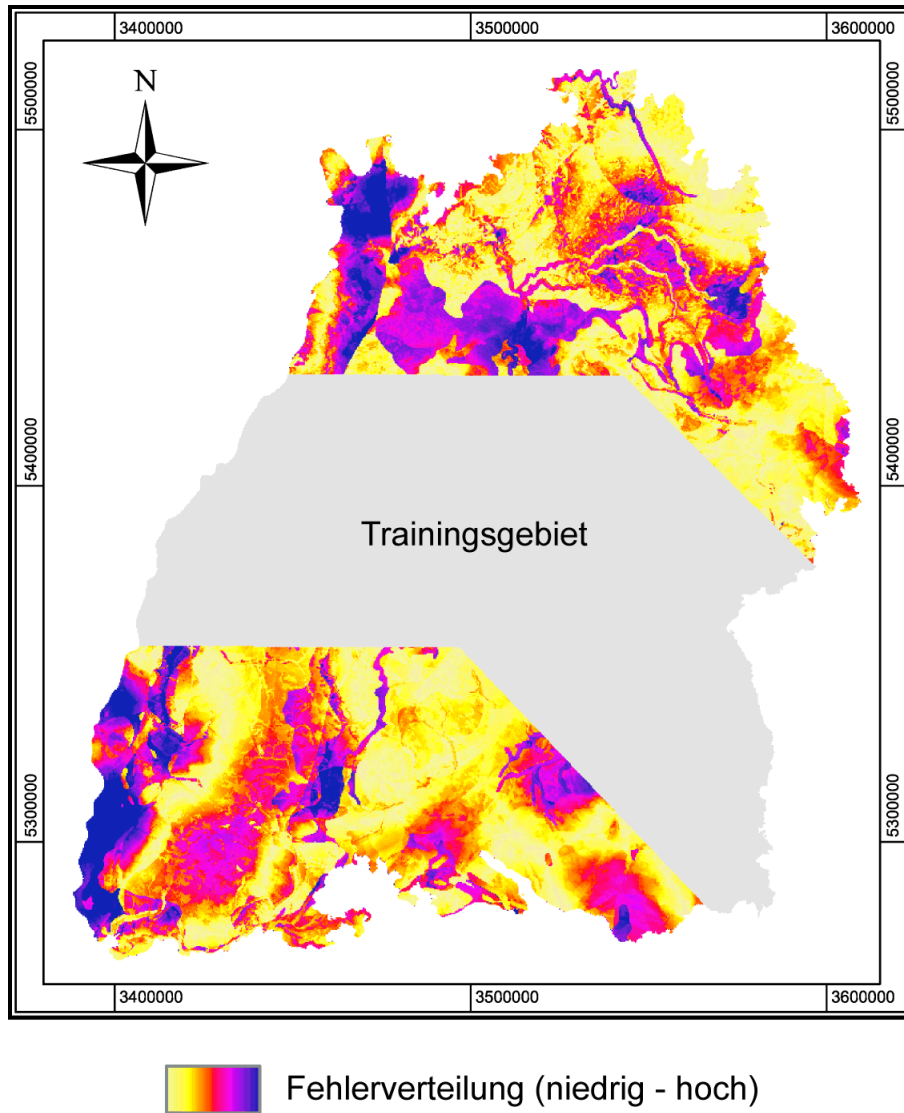 3400000 3500000 3600000
N
5500000 5500000
5400000 5400000
Trainingsgebiet
5300000 5300000
3400000 3500000 3600000
Fehlerverteilung (niedrig - hoch)